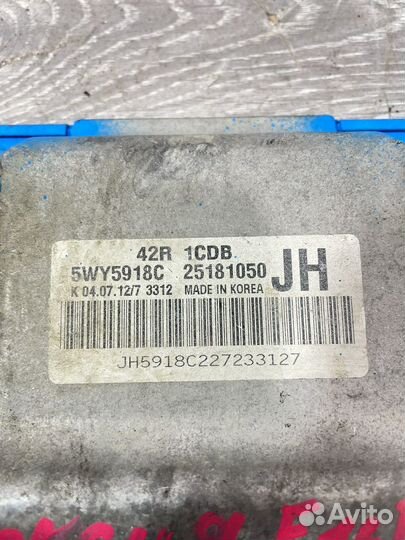 42R 1CDB
5WY5918C 25181050 JH
K 04.07.12/7 3312 MADE IN KOREA
JH5918C227233127
Avito